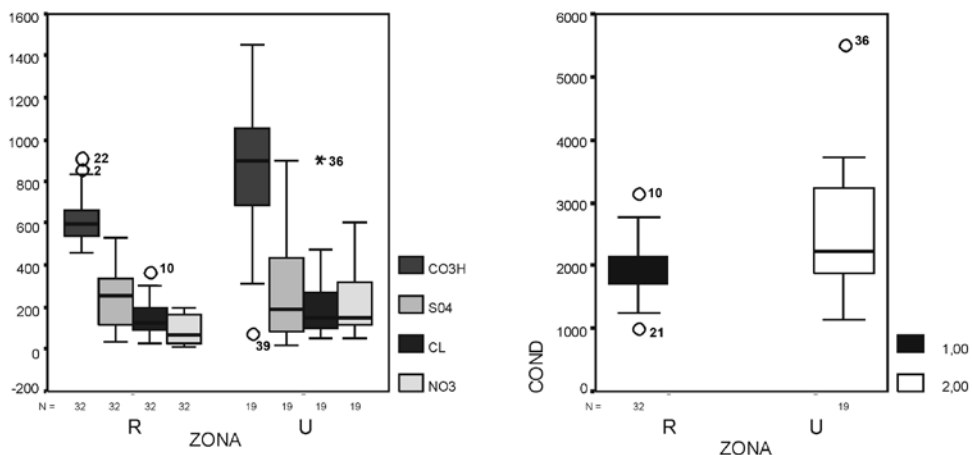 1600
1400
1200
1000
800
600
400
200
0
-200
22
2
10
36
39
CO3H
S04
CL
NO3
N = 32 32 32 32 19 19 19 19
R U
ZONA
6000
5000
4000
3000
2000
1000
0
COND
10
21
36
1,00
2,00
N = 32 19
R U
ZONA